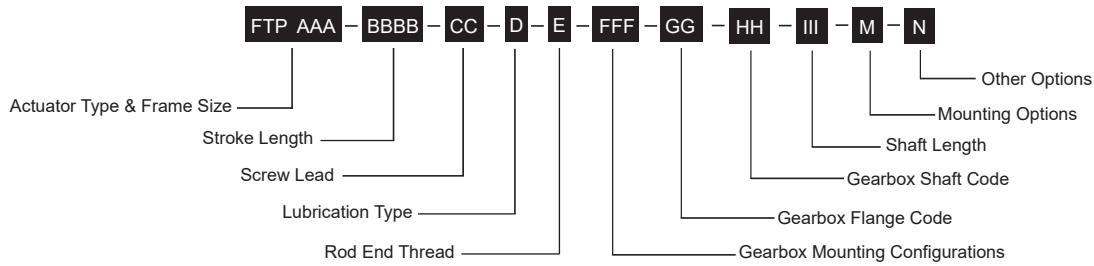 FTP AAA – BBBB – CC – D – E – FFF – GG – HH – III – M – N
Other Options
Actuator Type & Frame Size
Mounting Options
Stroke Length
Shaft Length
Screw Lead
Gearbox Shaft Code
Lubrication Type
Gearbox Flange Code
Rod End Thread
Gearbox Mounting Configurations